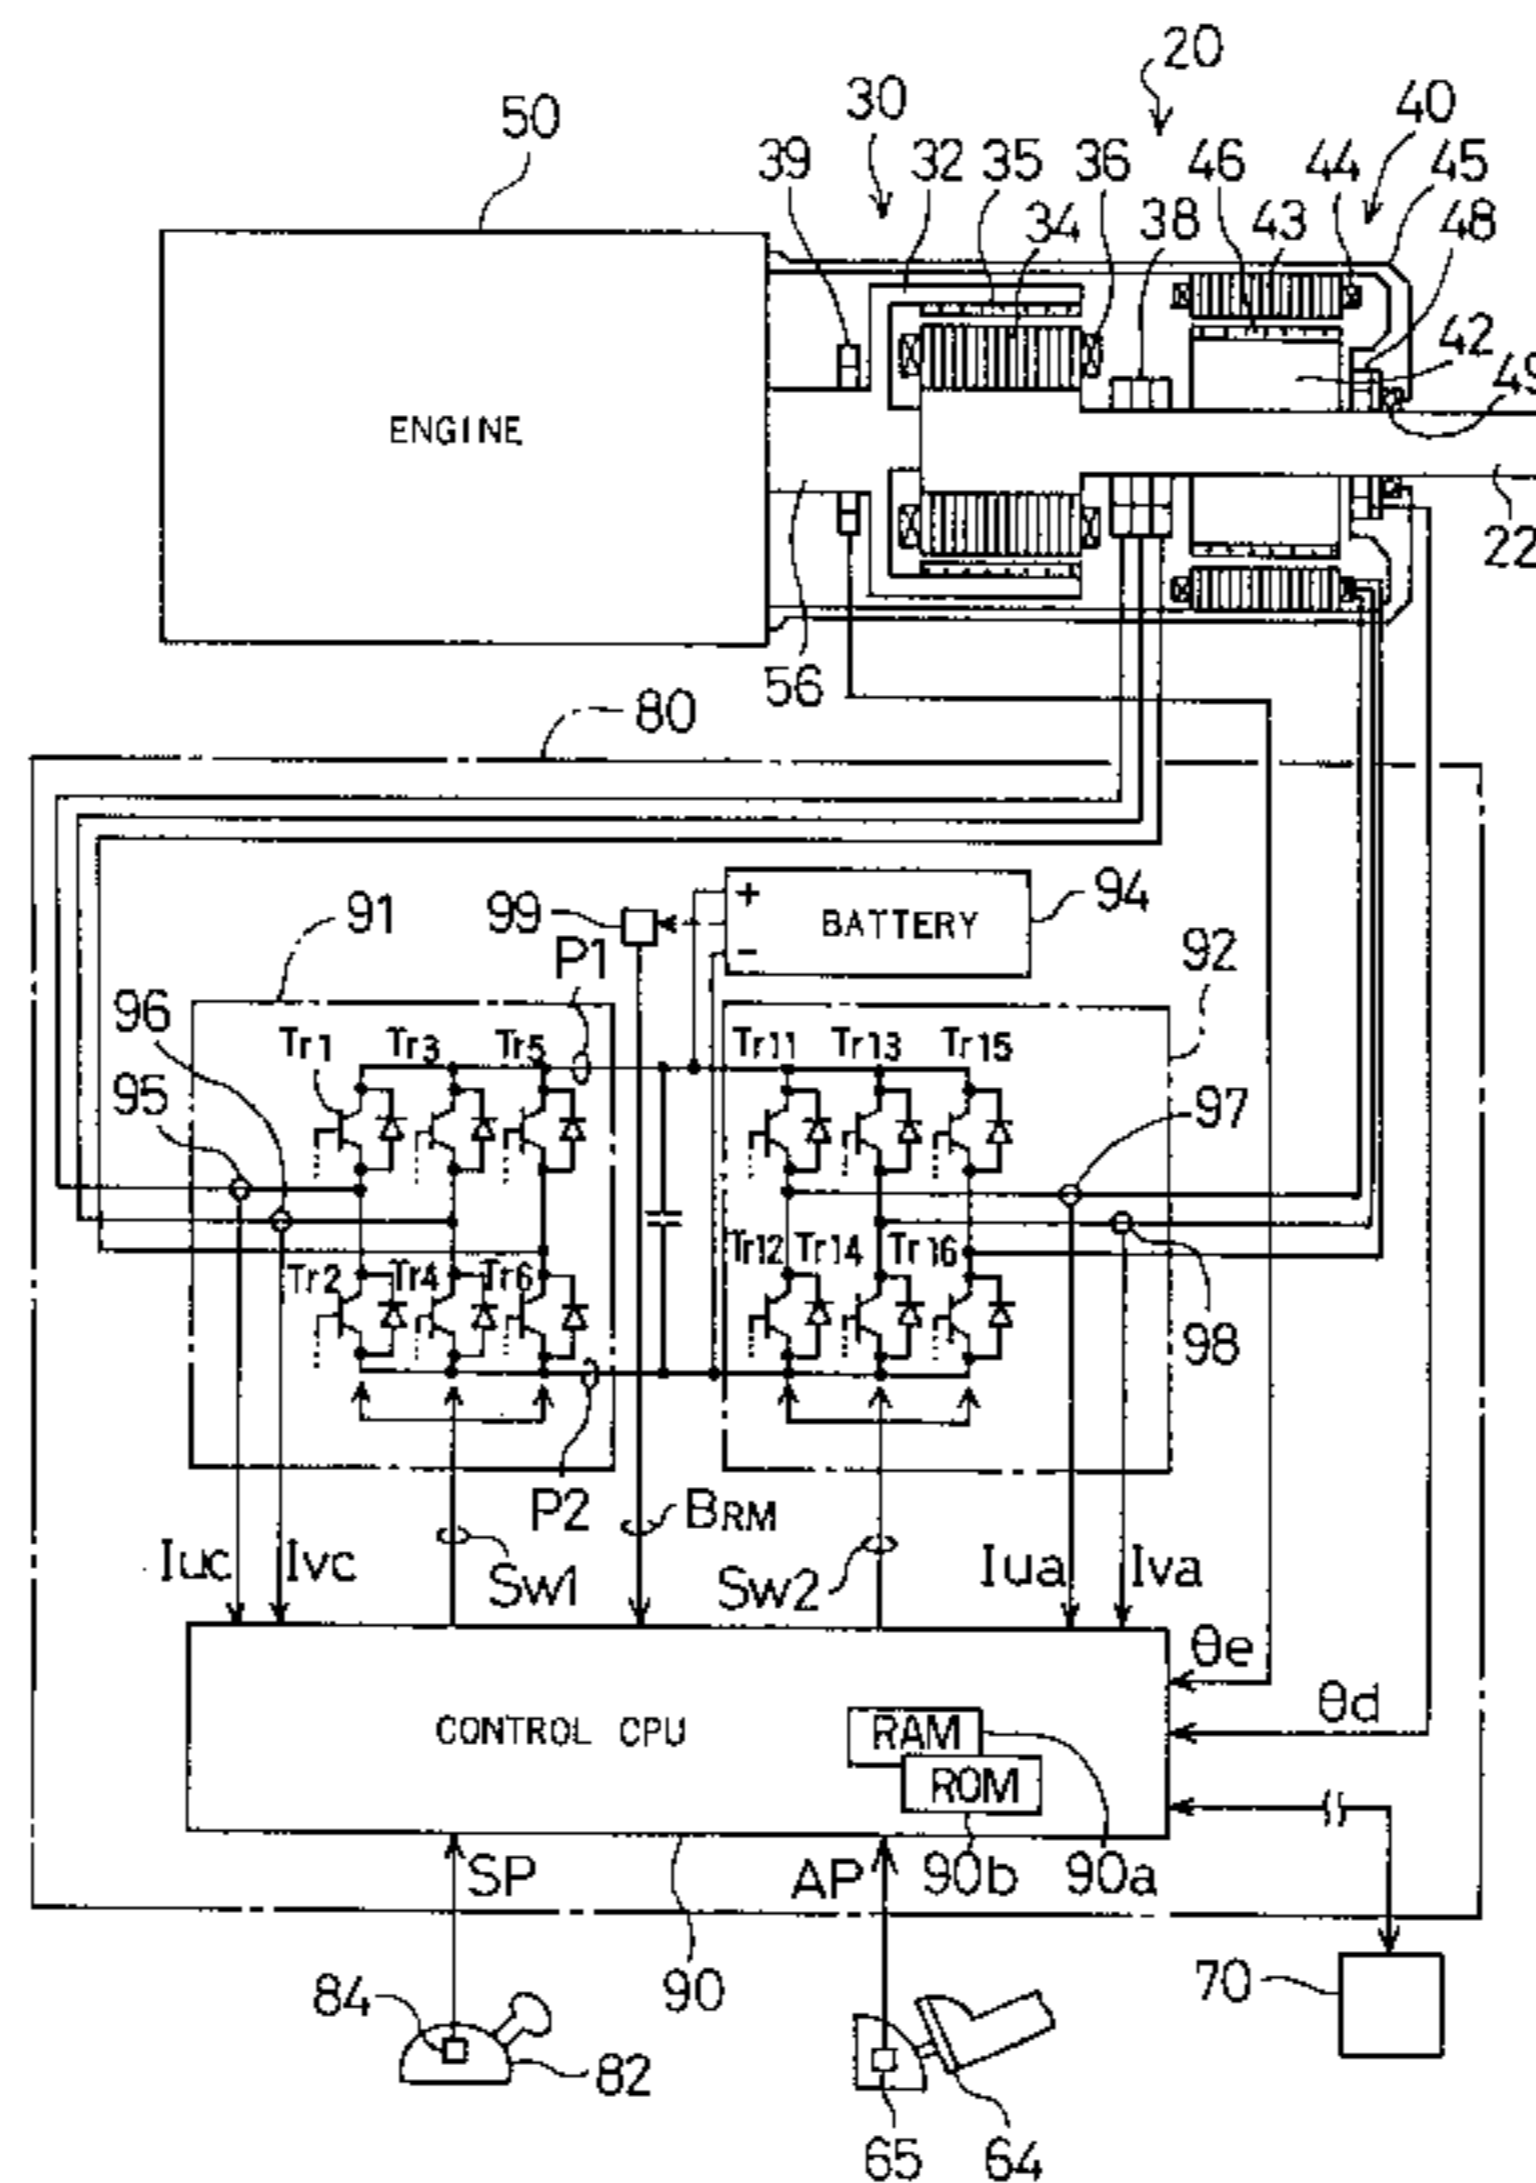 20
50
30
40
39
32
35
36
46
44
45
34
38
43
48
42
49
ENGINE
22
56
80
91
99
+
BATTERY
-
94
P1
92
96
Tr1
Tr3
Tr5
Tr11
Tr13
Tr15
95
97
Tr2
Tr4
Tr6
Tr12
Tr14
Tr16
98
P2
BRM
Iuc
Ivc
Sw1
Sw2
Iua
Iva
θe
θd
CONTROL CPU
RAM
ROM
SP
AP
90b
90a
84
90
70
82
65
64